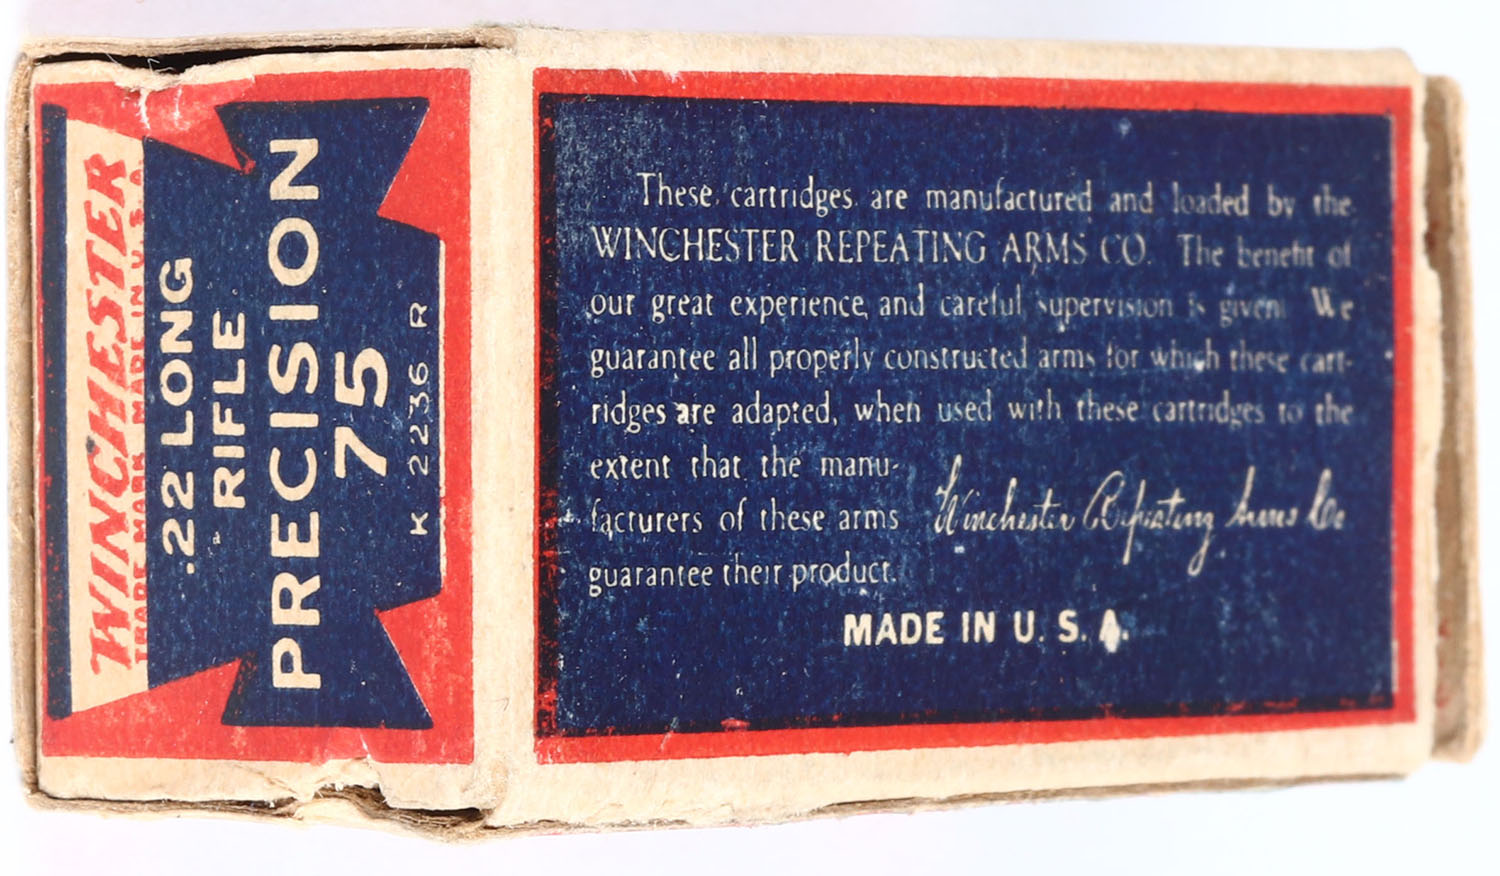 WINCHESTER
TRADE MARK MADE IN U. S. A.
.22 LONG
RIFLE
PRECISION
75
K 2236 R
These cartridges are manufactured and loaded by the
WINCHESTER REPEATING ARMS CO. The benefit of
our great experience and careful supervision is given. We
guarantee all properly constructed arms for which these cart-
ridges are adapted, when used with these cartridges to the
extent that the manu-
facturers of these arms
guarantee their product.
Winchester Repeating Arms Co
MADE IN U. S. A.